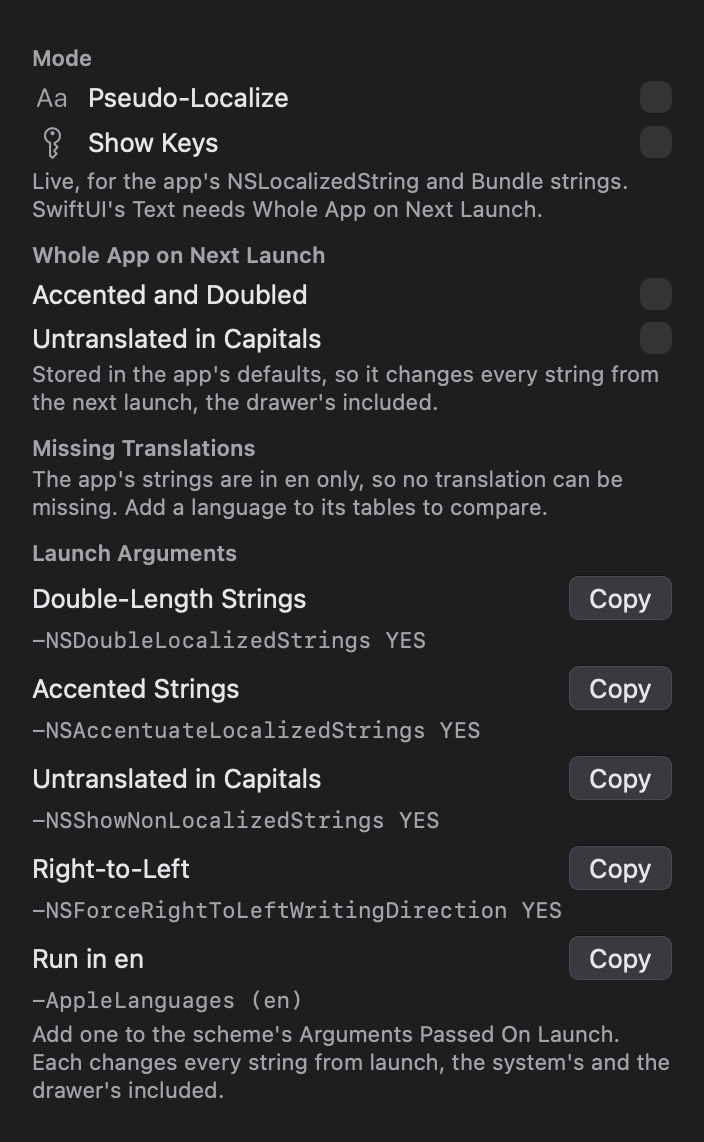 Mode
Aa Pseudo-Localize
Show Keys
Live, for the app's NSLocalizedString and Bundle strings.
SwiftUI's Text needs Whole App on Next Launch.
Whole App on Next Launch
Accented and Doubled
Untranslated in Capitals
Stored in the app's defaults, so it changes every string from
the next launch, the drawer's included.
Missing Translations
The app's strings are in en only, so no translation can be
missing. Add a language to its tables to compare.
Launch Arguments
Double-Length Strings Copy
-NSDoubleLocalizedStrings YES
Accented Strings Copy
-NSAccentuateLocalizedStrings YES
Untranslated in Capitals Copy
-NSShowNonLocalizedStrings YES
Right-to-Left Copy
-NSForceRightToLeftWritingDirection YES
Run in en Copy
-AppleLanguages (en)
Add one to the scheme's Arguments Passed On Launch.
Each changes every string from launch, the system's and the
drawer's included.